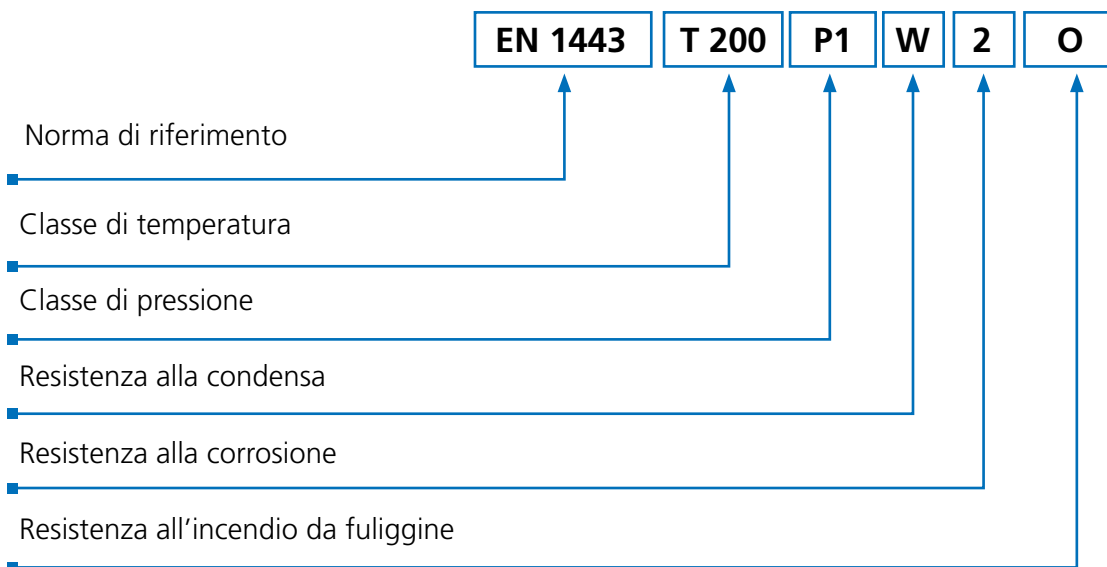 EN 1443 T 200 P1 W 2 O
Norma di riferimento
Classe di temperatura
Classe di pressione
Resistenza alla condensa
Resistenza alla corrosione
Resistenza all’incendio da fuliggine